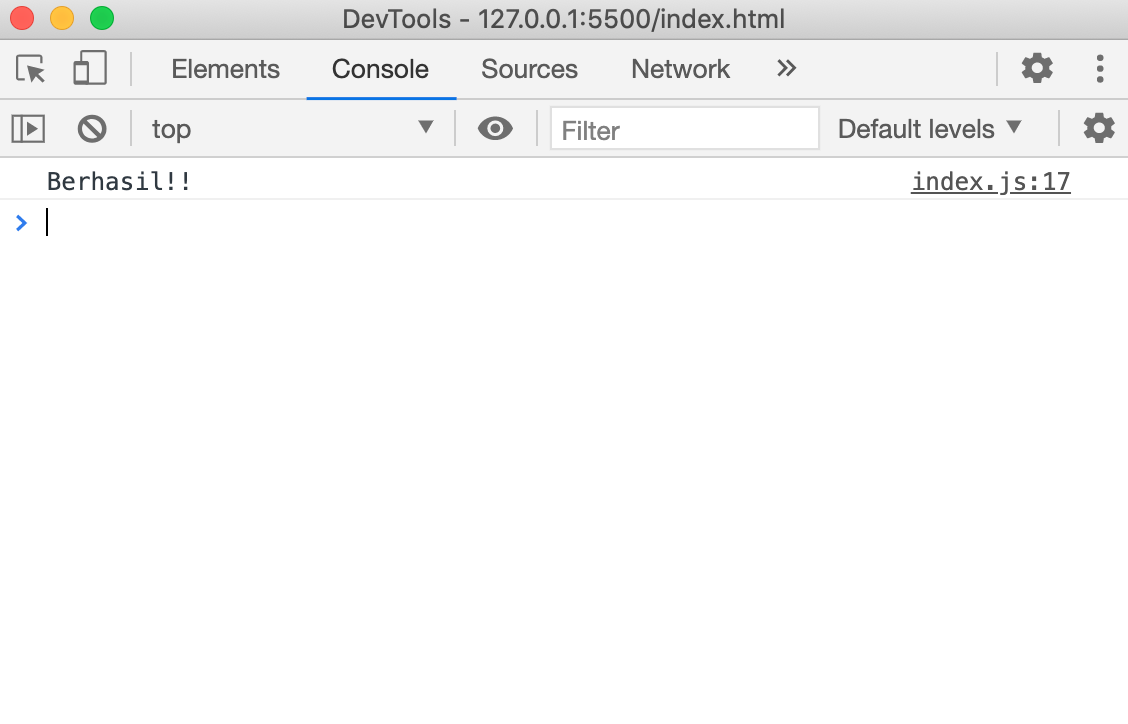 DevTools - 127.0.0.1:5500/index.html
Elements Console Sources Network »
top Filter Default levels
Berhasil!! index.js:17